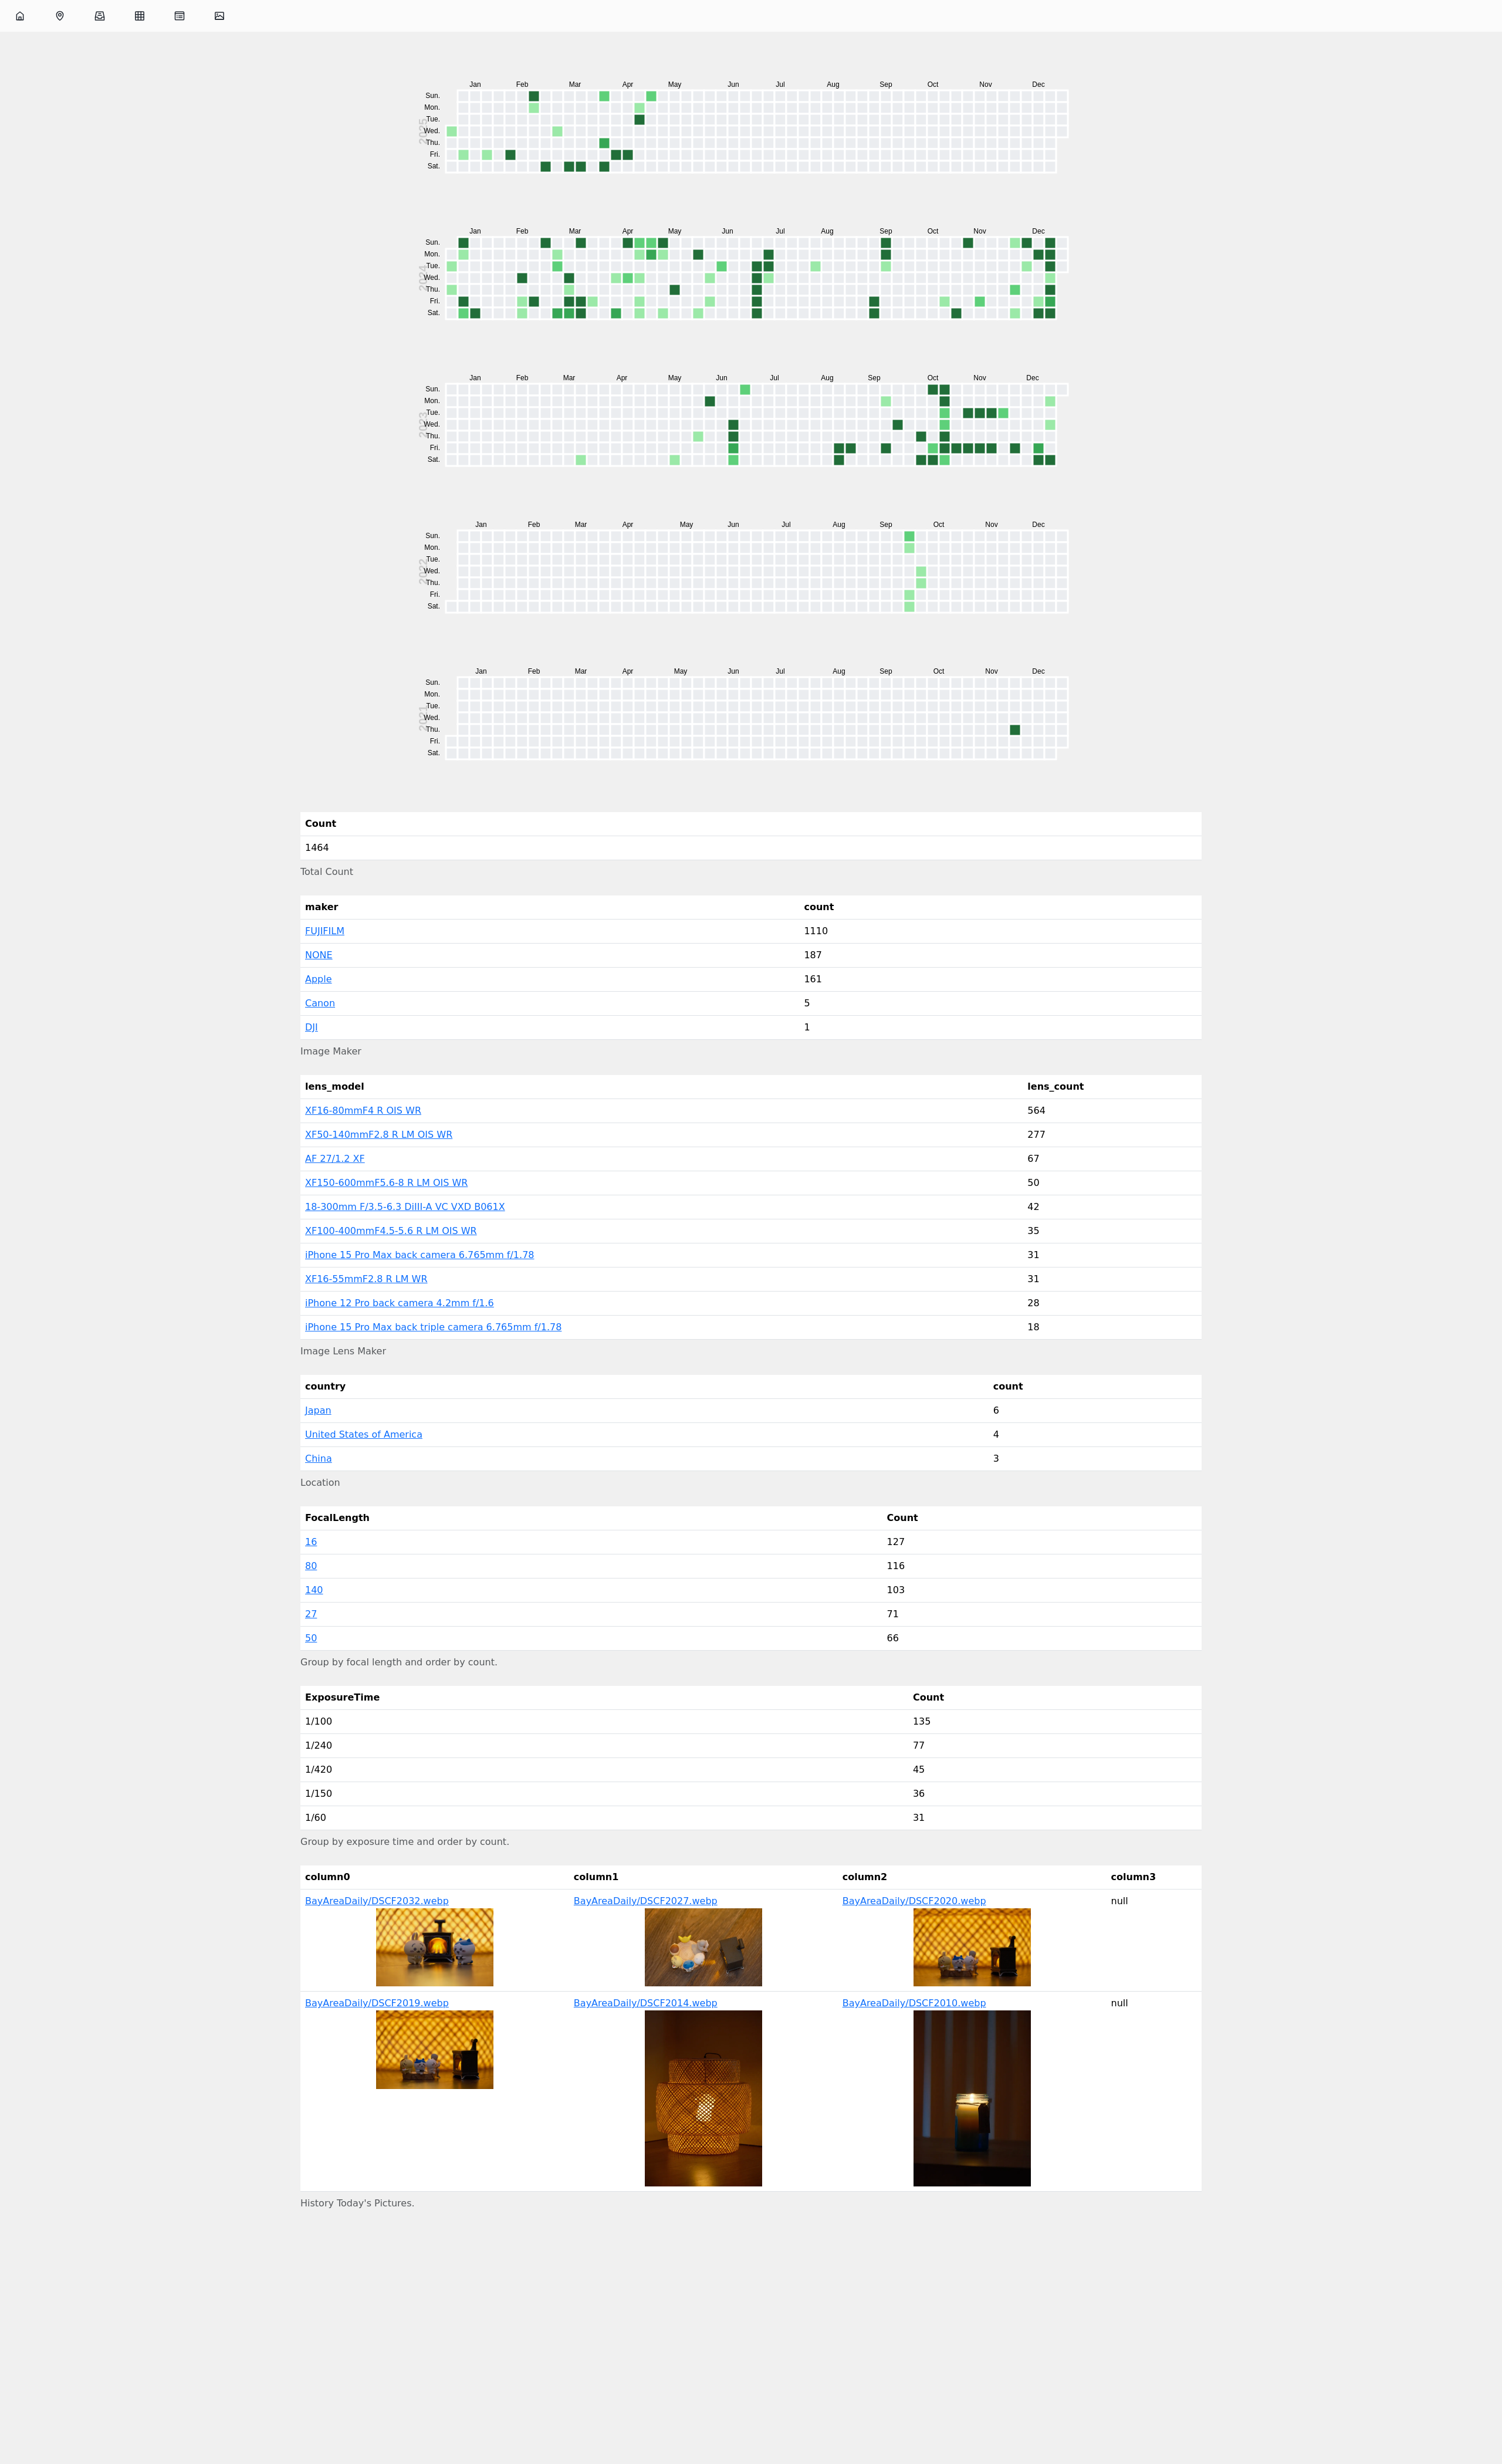 Jan Feb Mar Apr May Jun Jul Aug Sep Oct Nov Dec
2025
Sun.
Mon.
Tue.
Wed.
Thu.
Fri.
Sat.
Jan Feb Mar Apr May Jun Jul Aug Sep Oct Nov Dec
2024
Sun.
Mon.
Tue.
Wed.
Thu.
Fri.
Sat.
Jan Feb Mar Apr May Jun Jul Aug Sep Oct Nov Dec
2023
Sun.
Mon.
Tue.
Wed.
Thu.
Fri.
Sat.
Jan Feb Mar Apr May Jun Jul Aug Sep Oct Nov Dec
2022
Sun.
Mon.
Tue.
Wed.
Thu.
Fri.
Sat.
Jan Feb Mar Apr May Jun Jul Aug Sep Oct Nov Dec
2021
Sun.
Mon.
Tue.
Wed.
Thu.
Fri.
Sat.
Count
1464
Total Count
maker count
FUJIFILM 1110
NONE 187
Apple 161
Canon 5
DJI 1
Image Maker
lens_model lens_count
XF16-80mmF4 R OIS WR 564
XF50-140mmF2.8 R LM OIS WR 277
AF 27/1.2 XF 67
XF150-600mmF5.6-8 R LM OIS WR 50
18-300mm F/3.5-6.3 DiIII-A VC VXD B061X 42
XF100-400mmF4.5-5.6 R LM OIS WR 35
iPhone 15 Pro Max back camera 6.765mm f/1.78 31
XF16-55mmF2.8 R LM WR 31
iPhone 12 Pro back camera 4.2mm f/1.6 28
iPhone 15 Pro Max back triple camera 6.765mm f/1.78 18
Image Lens Maker
country count
Japan 6
United States of America 4
China 3
Location
FocalLength Count
16 127
80 116
140 103
27 71
50 66
Group by focal length and order by count.
ExposureTime Count
1/100 135
1/240 77
1/420 45
1/150 36
1/60 31
Group by exposure time and order by count.
column0 column1 column2 column3
BayAreaDaily/DSCF2032.webp BayAreaDaily/DSCF2027.webp BayAreaDaily/DSCF2020.webp null
BayAreaDaily/DSCF2019.webp BayAreaDaily/DSCF2014.webp BayAreaDaily/DSCF2010.webp null
History Today's Pictures.